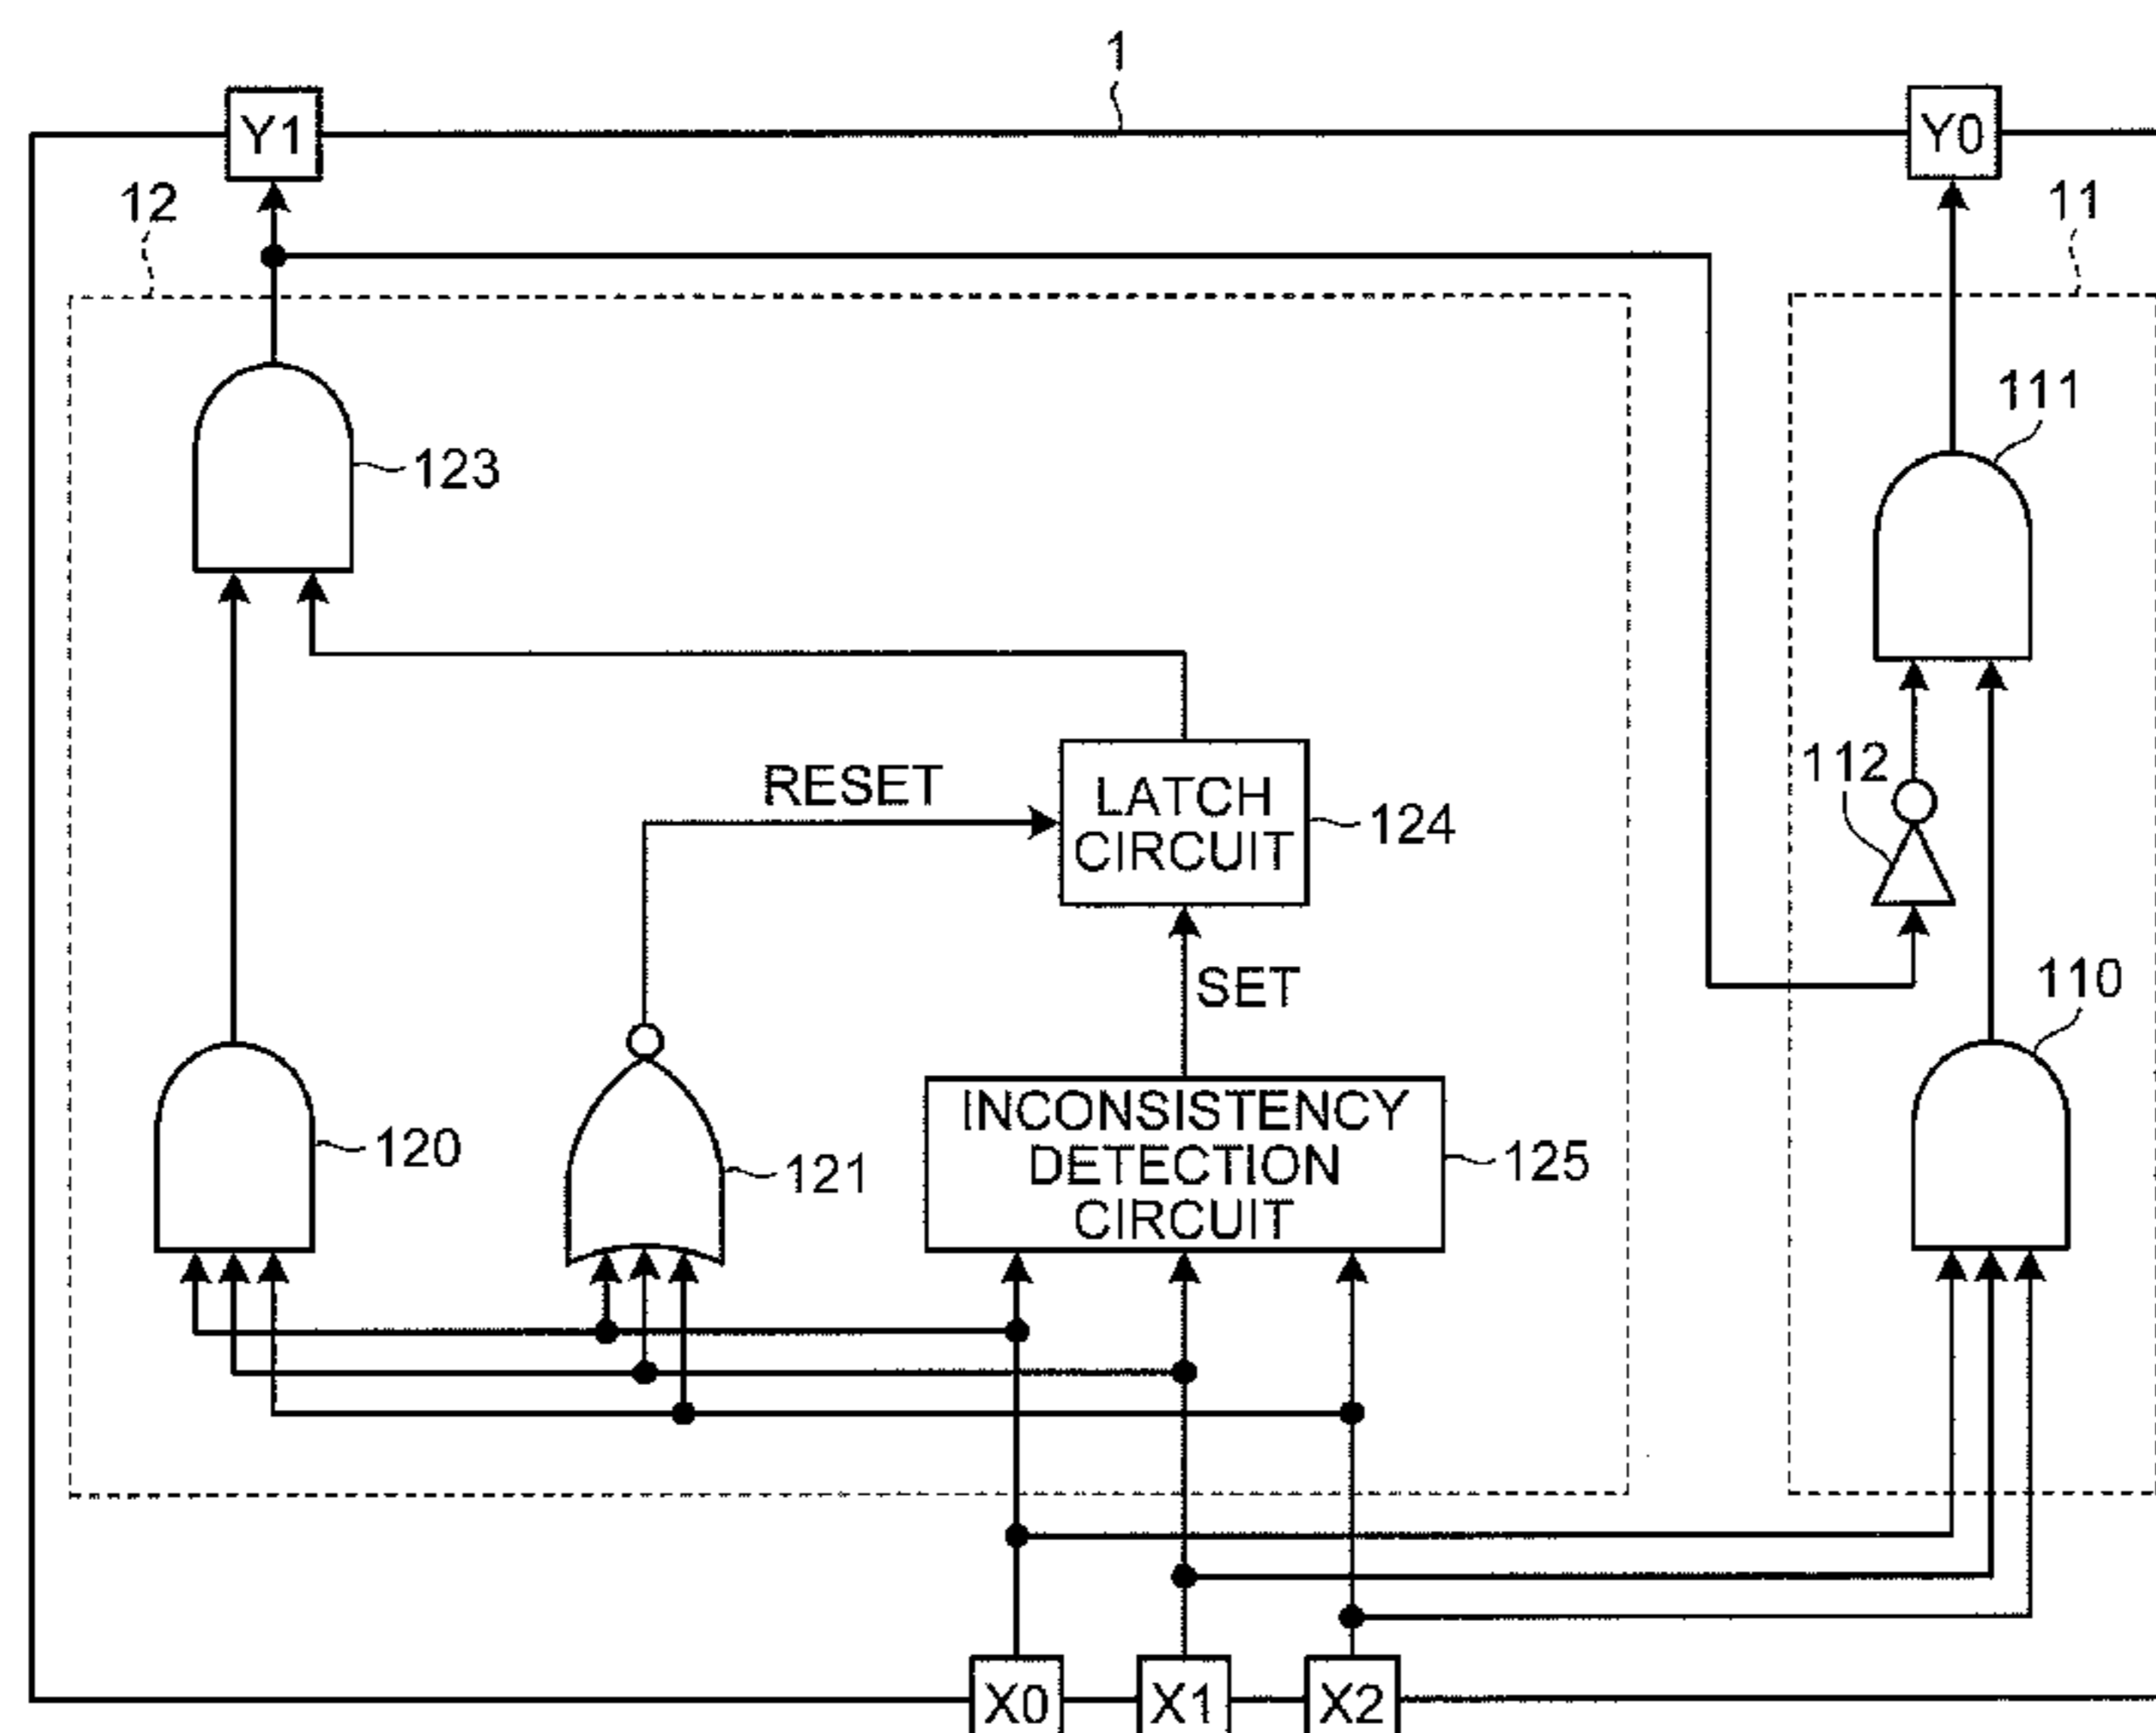 1
Y1
Y0
12
11
111
123
112
RESET
LATCH
CIRCUIT
124
SET
110
INCONSISTENCY
DETECTION
CIRCUIT
120
121
125
X0
X1
X2